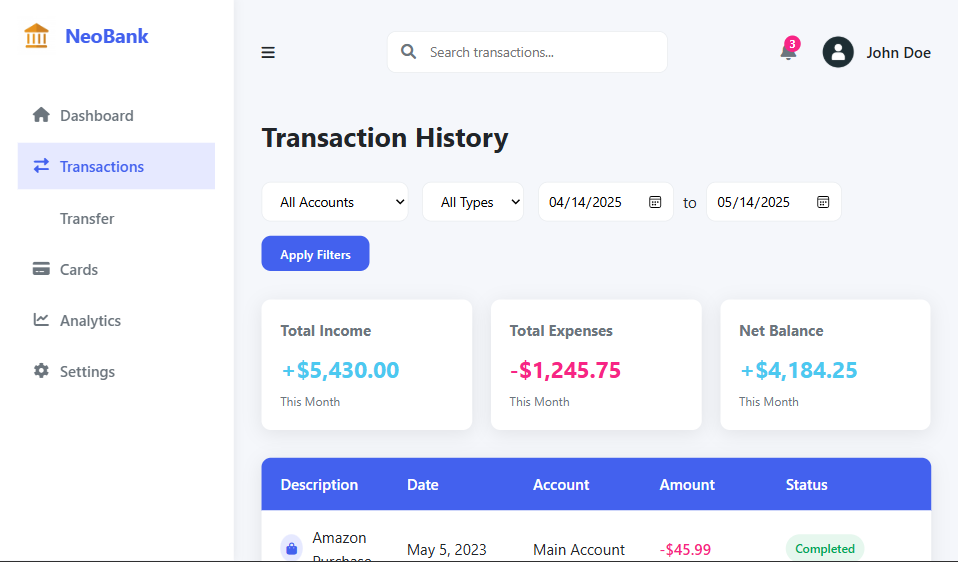 NeoBank
Search transactions...
3
John Doe
Dashboard
Transactions
Transfer
Cards
Analytics
Settings
Transaction History
All Accounts All Types 04/14/2025 to 05/14/2025
Apply Filters
Total Income Total Expenses Net Balance
+$5,430.00 -$1,245.75 +$4,184.25
This Month This Month This Month
Description Date Account Amount Status
Amazon
Purchase May 5, 2023 Main Account -$45.99 Completed